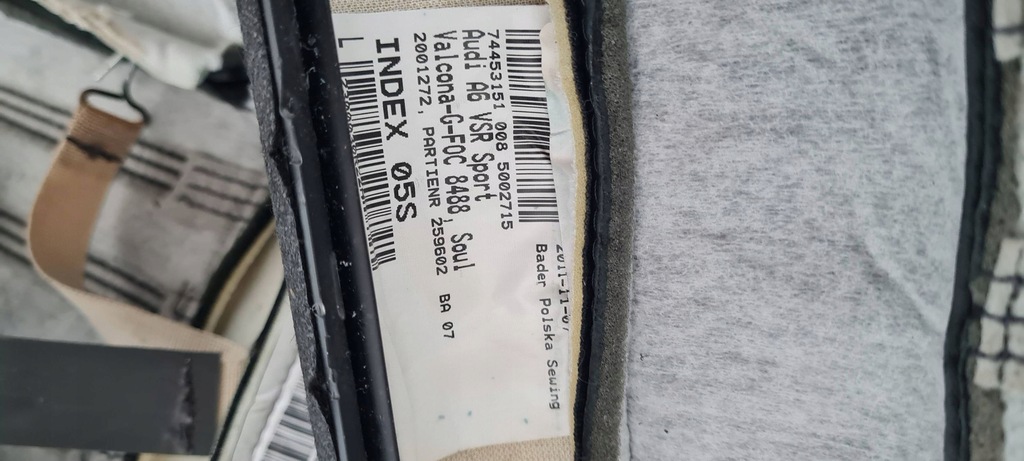 2011-11-07
Bader Polska Sewing
74453151 008 5002715
Audi A6 VSR Sport
Valcona-G-FOC 8488, Soul
2001272, PARTIENR 259602 BA 07
INDEX 05S
L